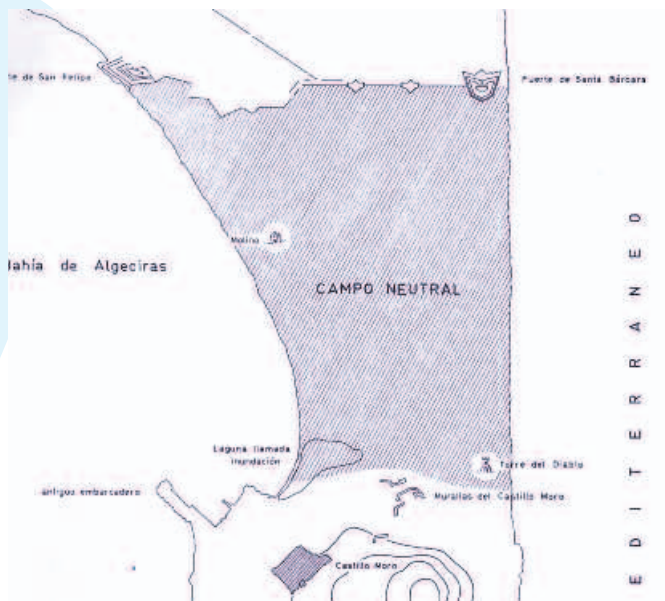 te de San Felipe
Fuerte de Santa Bárbara
Molino
Bahía de Algeciras
CAMPO NEUTRAL
EDITERRANEO
Laguna llamada
inundación
Torre del Diablo
antiguo embarcadero
Murallas del Castillo Moro
Castillo Moro